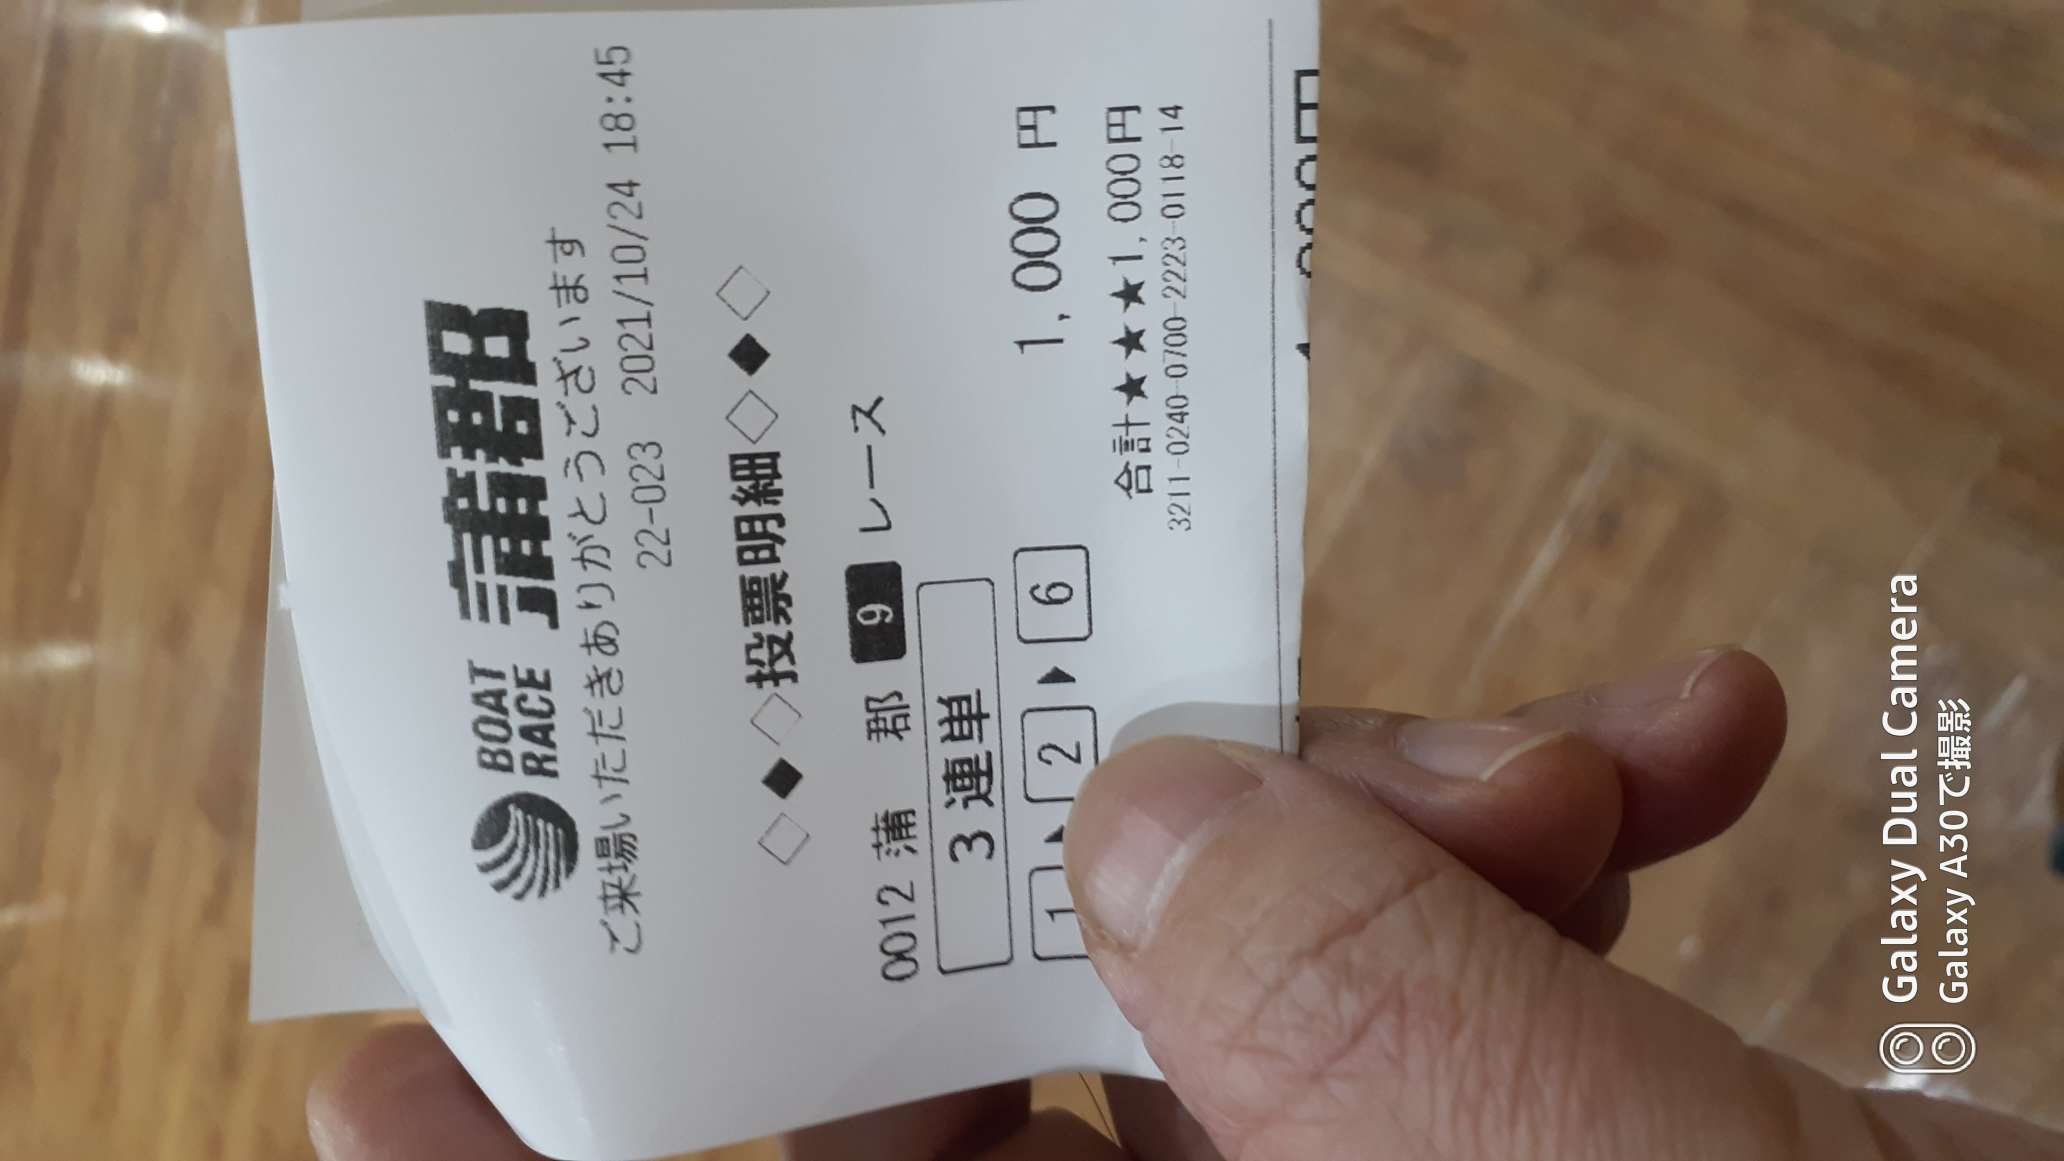 BOAT RACE 蒲郡
ご来場いただきありがとうございます
22-023 2021/10/24 18:45
◇◆◇投票明細◇◆◇
0012 蒲 郡 9 レース
3連単
1 ▶ 2 ▶ 6 1,000 円
合計★★★★1,000円
3211-0240-0700-2223-0118-14
Galaxy Dual Camera
Galaxy A30で撮影